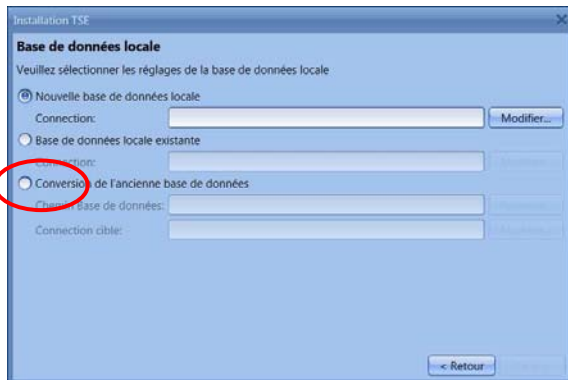 Installation TSE
Base de données locale
Veuillez sélectionner les réglages de la base de données locale
Nouvelle base de données locale
Connection:
Modifier...
Base de données locale existante
Connection:
Conversion de l'ancienne base de données
Chemin Base de données:
Connection cible:
< Retour